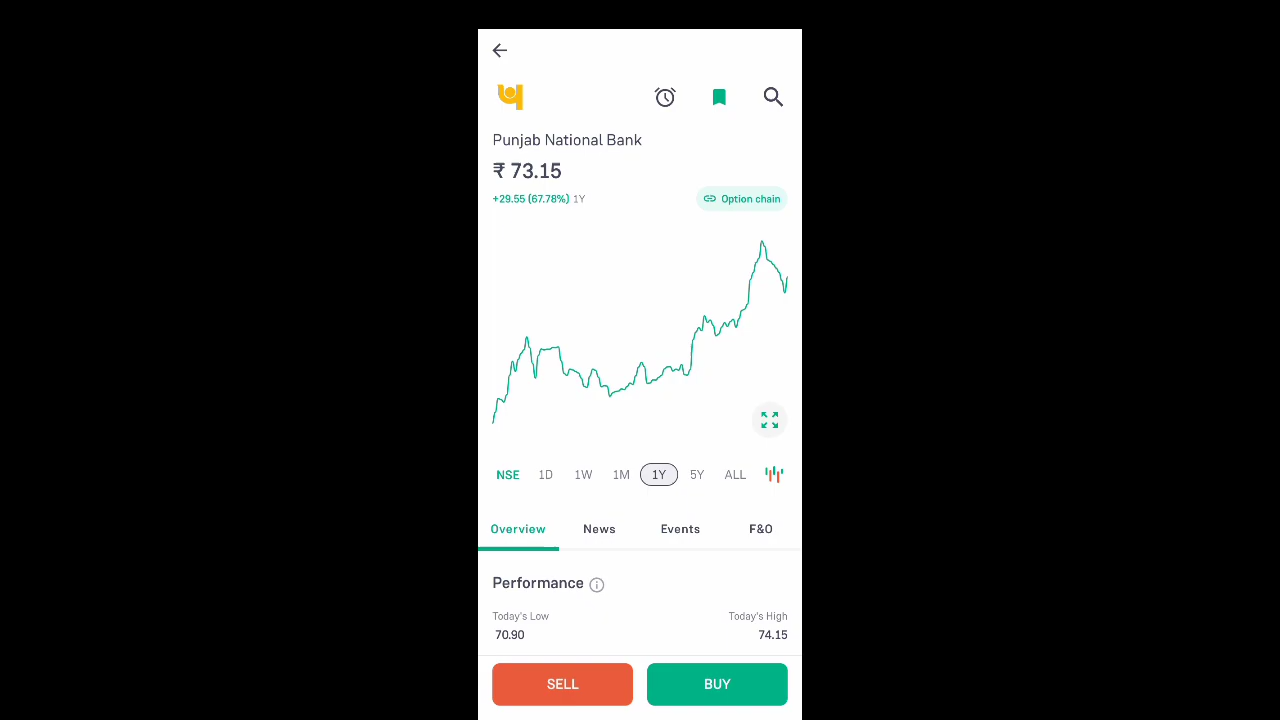 Punjab National Bank
₹ 73.15
+29.55 (67.78%) 1Y
Option chain
NSE 1D 1W 1M 1Y 5Y ALL
Overview News Events F&O
Performance
Today's Low Today's High
70.90 74.15
SELL BUY